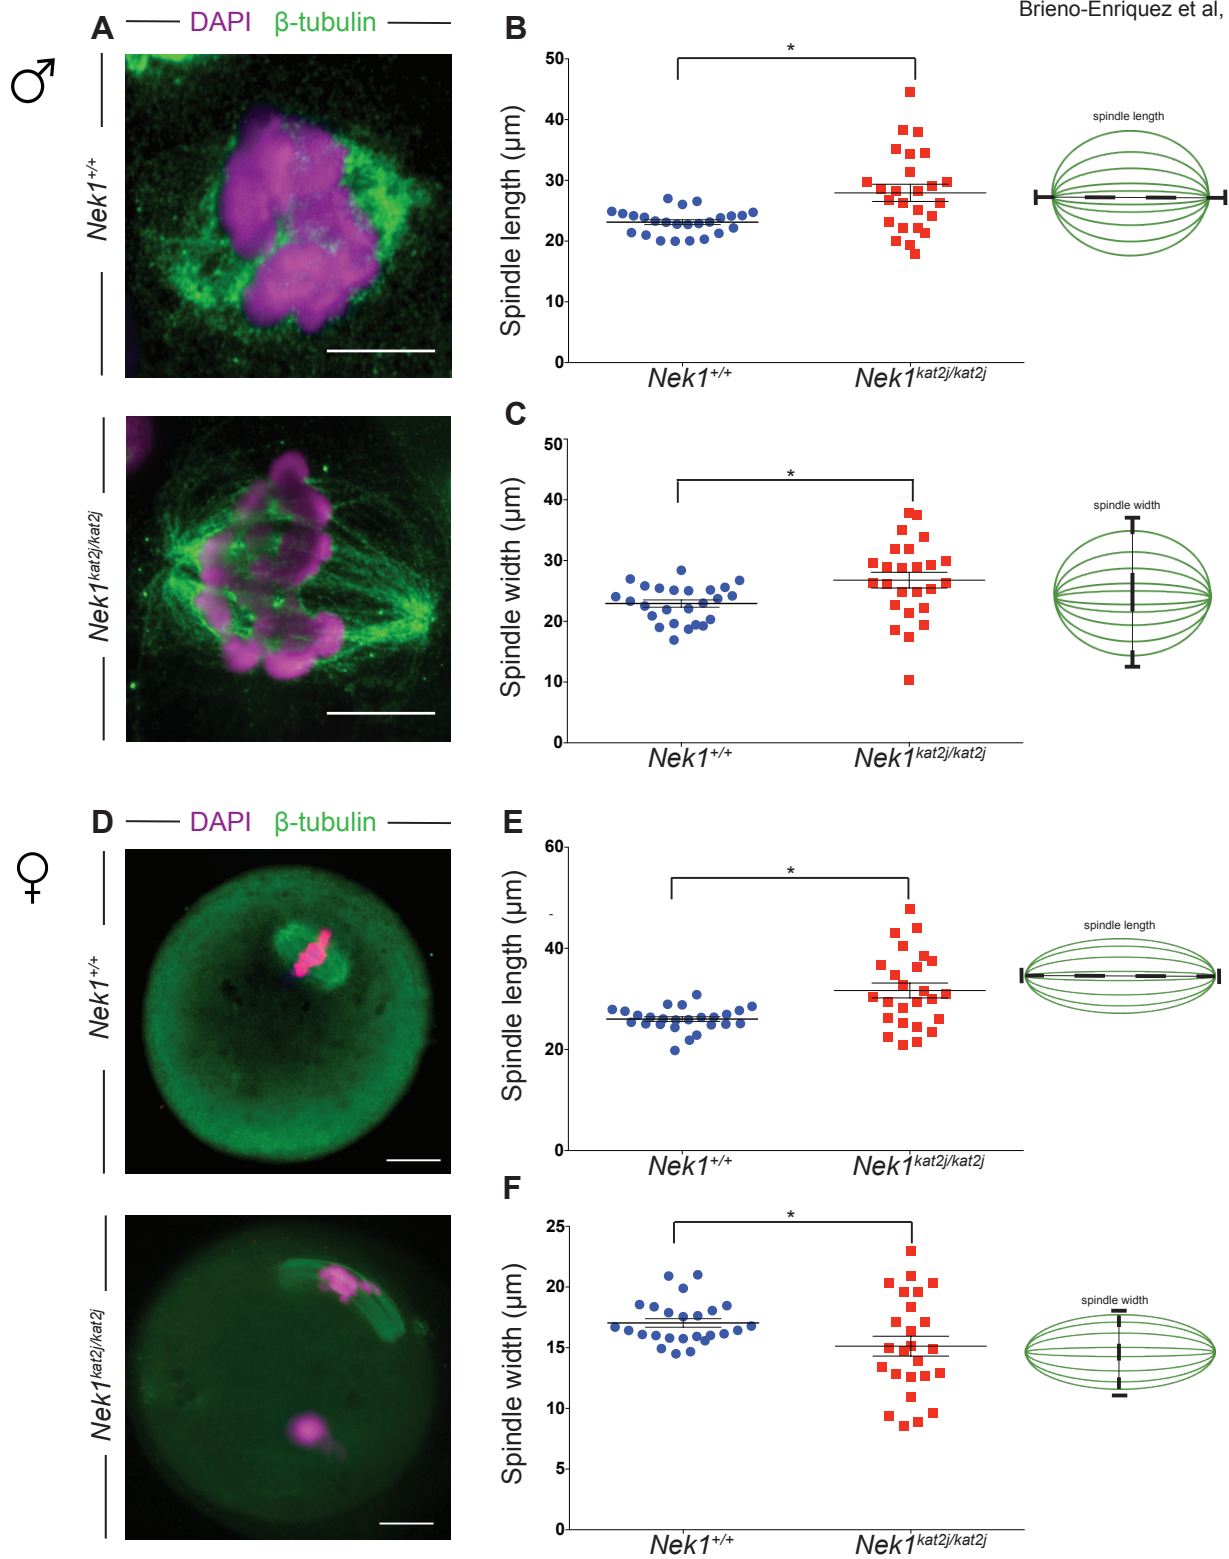 Brieno-Enriquez et al,
A
DAPI β-tubulin
♂
Nek1+/+
Nek1kat2j/kat2j
B
*
50
40
30
20
10
0
Spindle length (μm)
Nek1+/+ Nek1kat2j/kat2j
spindle length
C
*
50
40
30
20
10
0
Spindle width (μm)
Nek1+/+ Nek1kat2j/kat2j
spindle width
D
DAPI β-tubulin
♀
Nek1+/+
Nek1kat2j/kat2j
E
*
60
40
20
0
Spindle length (μm)
Nek1+/+ Nek1kat2j/kat2j
spindle length
F
*
25
20
15
10
5
0
Spindle width (μm)
Nek1+/+ Nek1kat2j/kat2j
spindle width